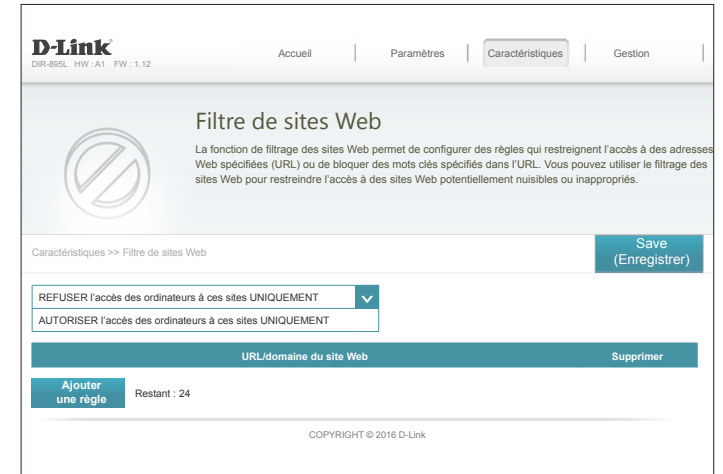 D-Link®
DIR-895L HW : A1 FW : 1.12
Accueil
Paramètres
Caractéristiques
Gestion
Filtre de sites Web
La fonction de filtrage des sites Web permet de configurer des règles qui restreignent l'accès à des adresses
Web spécifiées (URL) ou de bloquer des mots clés spécifiés dans l'URL. Vous pouvez utiliser le filtrage des
sites Web pour restreindre l'accès à des sites Web potentiellement nuisibles ou inappropriés.
Caractéristiques >> Filtre de sites Web
Save
(Enregistrer)
REFUSER l'accès des ordinateurs à ces sites UNIQUEMENT
AUTORISER l'accès des ordinateurs à ces sites UNIQUEMENT
URL/domaine du site Web
Supprimer
Ajouter
une règle
Restant : 24
COPYRIGHT © 2016 D-Link